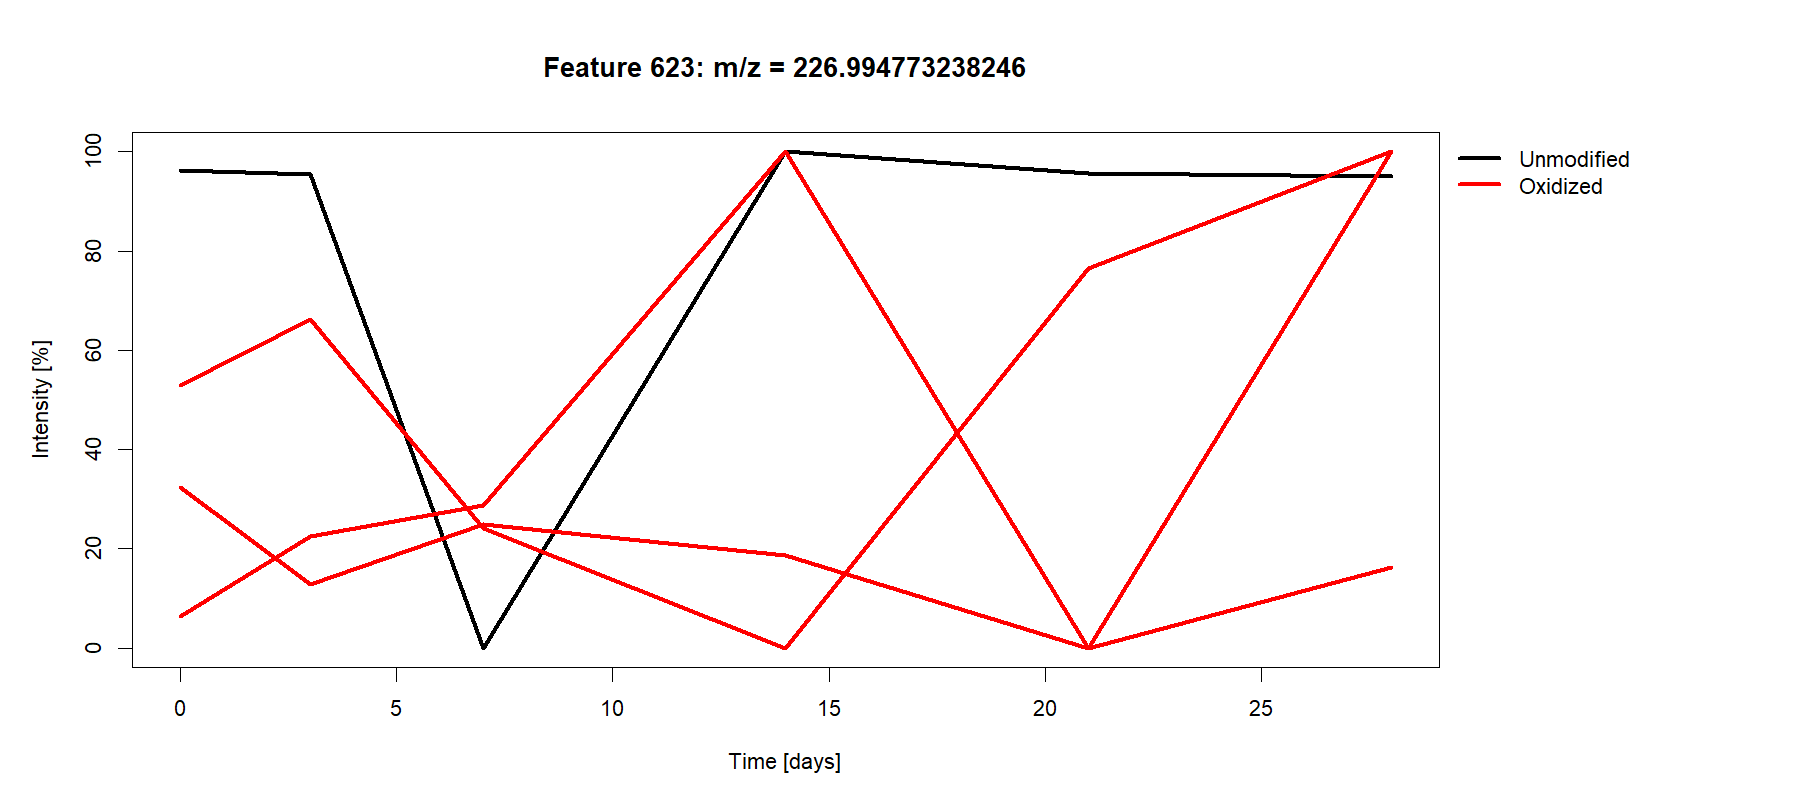 Feature 623: m/z = 226.994773238246
Unmodified
Oxidized
Intensity [%]
100
80
60
40
20
0
0 5 10 15 20 25
Time [days]